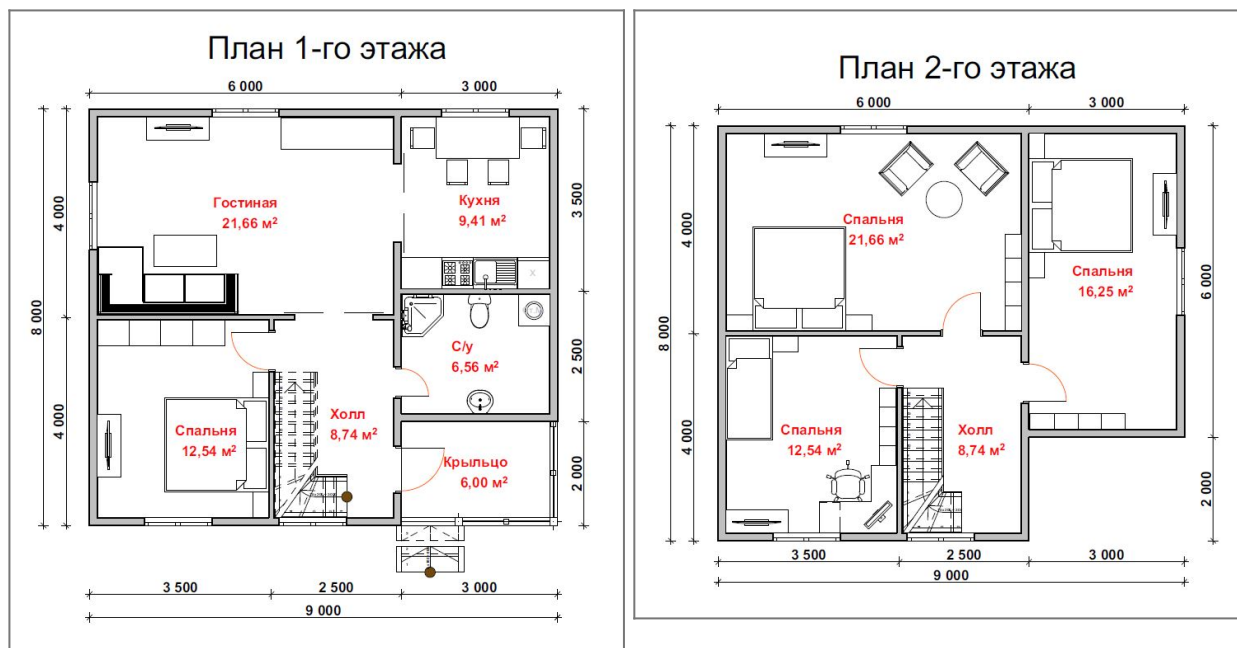 План 1-го этажа
6 000
3 000
8 000
4 000
4 000
Гостиная
21,66 м²
Кухня
9,41 м²
X
3 500
С/у
6,56 м²
2 500
Спальня
12,54 м²
Холл
8,74 м²
Крыльцо
6,00 м²
2 000
3 500
2 500
3 000
9 000
План 2-го этажа
6 000
3 000
8 000
4 000
4 000
Спальня
21,66 м²
Спальня
16,25 м²
6 000
Спальня
12,54 м²
Холл
8,74 м²
2 000
3 500
2 500
3 000
9 000